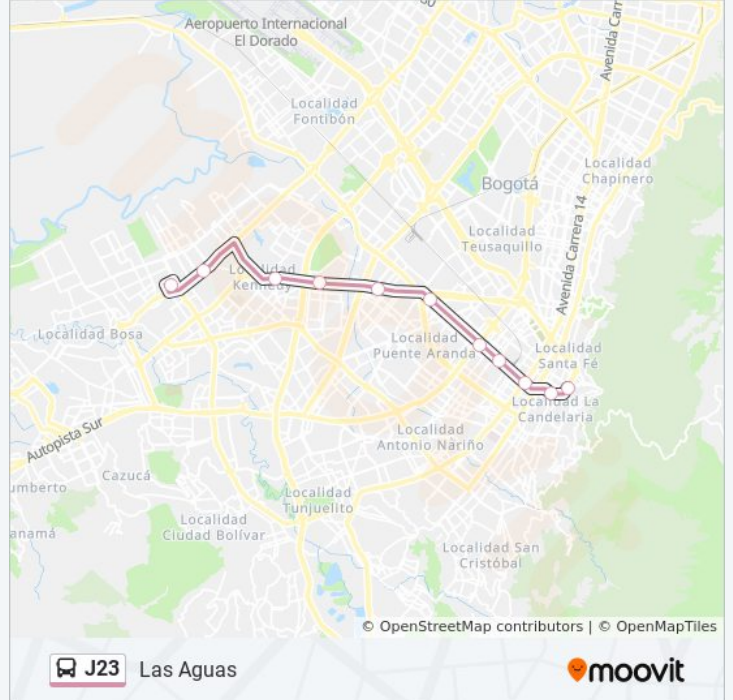 Aeropuerto Internacional
El Dorado
Avenida Carr
Localidad
Fontibón
Localidad
Chapinero
Bogotá
Avenida Carrera 14
Localidad
Teusaquillo
Localidad
Kennedy
Localidad Bosa
Localidad
Puente Aranda
Localidad
Santa Fé
Localidad La
Candelaria
Autopista Sur
Localidad
Antonio Nariño
Cazucá
umberto
Localidad
Tunjuelito
Localidad
Ciudad Bolívar
anamá
Localidad San
Cristóbal
© OpenStreetMap contributors | © OpenMapTiles
J23 Las Aguas
moovit